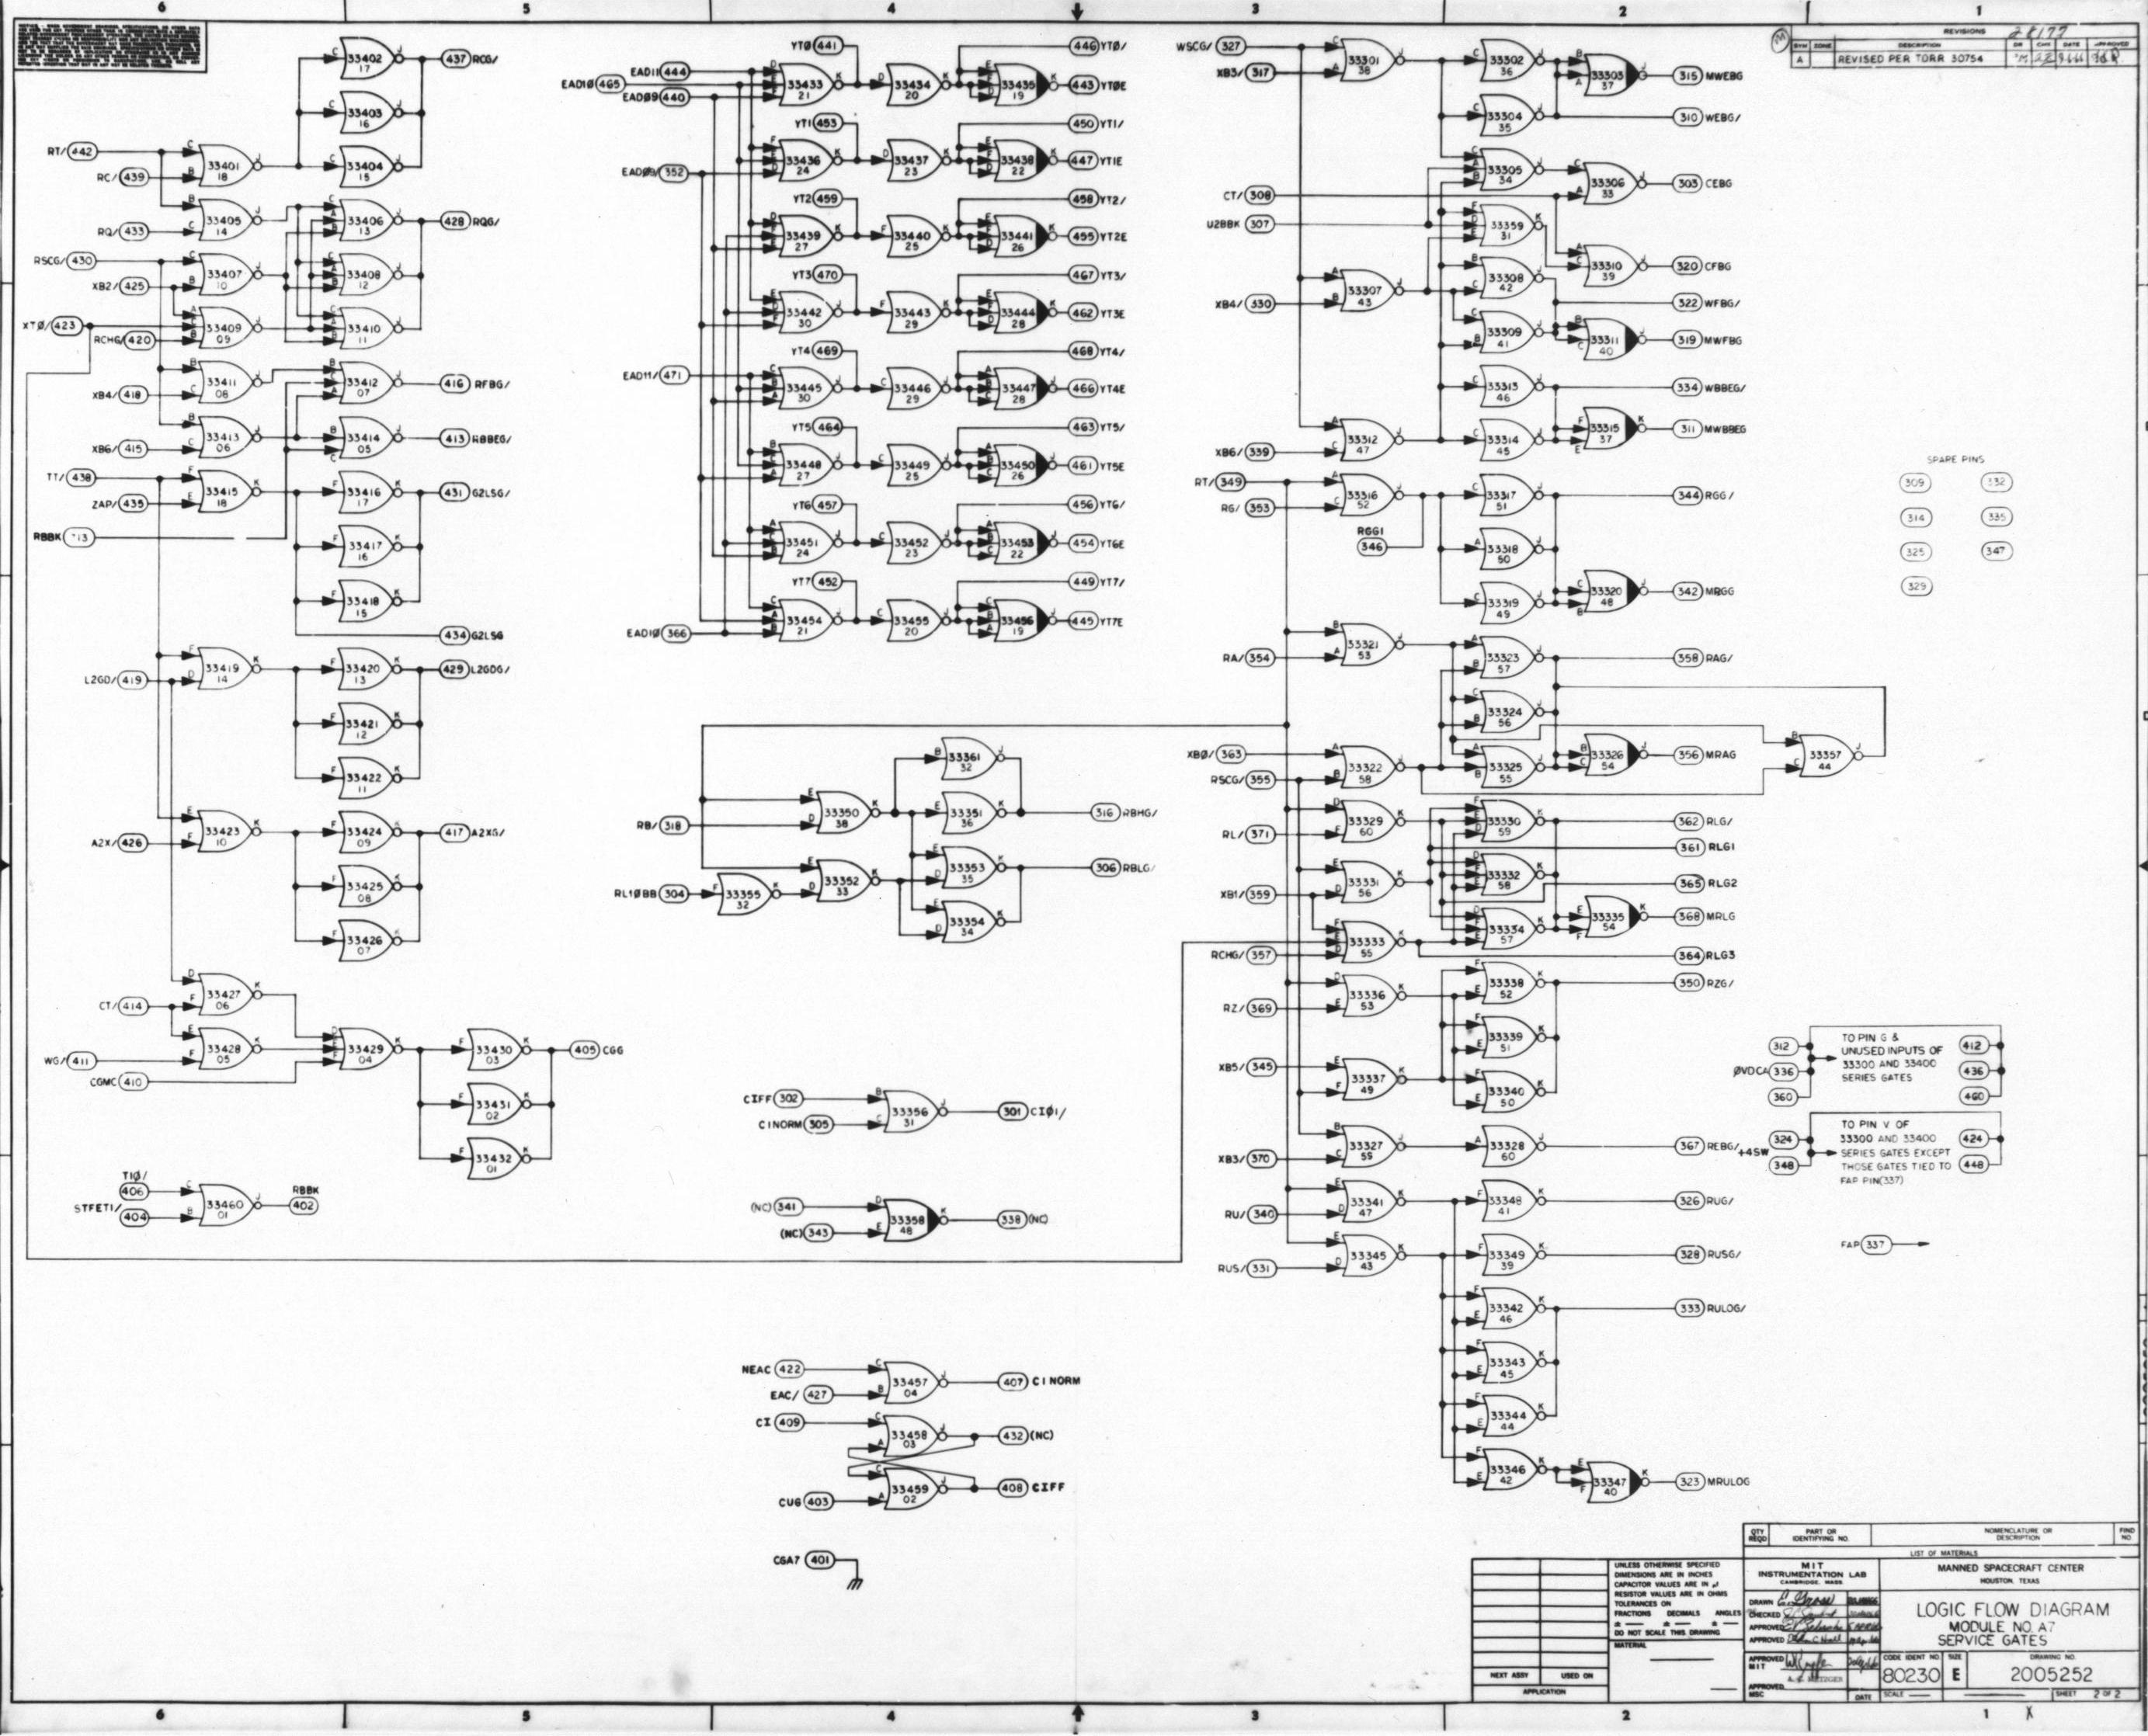 6 5 4 3 2 1
REVISIONS
28177
SYM ZONE DESCRIPTION DR CHK DATE APPROVED
A REVISED PER TDRR 30754
33402 17
437 RCG/
33403 16
RT/ 442
33401 18
33404 15
RC/ 439
33405 14
33406 13
428 RQG/
RQ/ 433
RSCG/ 430
33407 10
33408 12
XB2/ 425
XTØ/ 423
33409 09
33410 11
RCHG/ 420
33411 08
33412 07
416 RFBG/
XB4/ 418
33413 06
33414 05
413 RBBEG/
XB6/ 415
TT/ 438
33415 18
33416 17
431 G2LSG/
ZAP/ 435
RBBK
33417 16
33418 15
434 G2LSG
33419 14
33420 13
429 L2GDG/
L2GD/ 419
33421 12
33422 11
33423 10
33424 09
417 A2XG/
A2X/ 426
33425 08
33426 07
33427 06
CT/ 414
33428 05
33429 04
33430 03
405 CGG
WG/ 411
CGMC 410
33431 02
33432 01
T1Ø/
406
33460 01
RBBK
402
STFET1/ 404
YTØ 441
446 YTØ/
EAD11 444
EAD1Ø 465
33433 21
33434 20
33435 19
443 YTØE
EADØ9 440
YT1 453
450 YT1/
33436 24
33437 23
33438 22
447 YT1E
EADØ9/ 352
YT2 459
458 YT2/
33439 27
33440 25
33441 26
455 YT2E
YT3 470
467 YT3/
33442 30
33443 29
33444 28
462 YT3E
YT4 469
468 YT4/
EAD11/ 471
33445 30
33446 29
33447 28
466 YT4E
YT5 464
463 YT5/
33448 27
33449 25
33450 26
461 YT5E
YT6 457
456 YT6/
33451 24
33452 23
33453 22
454 YT6E
YT7 452
449 YT7/
33454 21
33455 20
33456 19
445 YT7E
EAD1Ø 366
33361 32
33350 38
33351 36
316 RBHG/
RB/ 318
33353 35
306 RBLG/
RL1ØBB 304
33355 32
33352 33
33354 34
CIFF 302
33356 31
301 CIØ1/
CINORM 305
(NC) 341
33358 48
338 (NC)
(NC) 343
NEAC 422
33457 04
407 CINORM
EAC/ 427
CI 409
33458 03
432 (NC)
33459 02
408 CIFF
CUG 403
CGA7 401
WSCG/ 327
33301 38
33302 36
33303 37
315 MWEBG
XB3/ 317
33304 35
310 WEBG/
33305 34
33306 33
303 CEBG
CT/ 308
U2BBK 307
33359 31
33310 39
320 CFBG
33307 43
33308 42
322 WFBG/
XB4/ 330
33309 41
33311 40
319 MWFBG
33313 46
334 WBBEG/
33312 47
33314 45
33315 37
311 MWBBEG
XB6/ 339
RT/ 349
33316 52
33317 51
344 RGG/
RG/ 353
RGG1
346
33318 50
33319 49
33320 48
342 MRGG
33321 53
33323 57
358 RAG/
RA/ 354
33324 56
XBØ/ 363
33322 58
33325 55
33326 54
356 MRAG
33357 44
RSCG/ 355
33329 60
33330 59
362 RLG/
RL/ 371
361 RLG1
33331 56
33332 58
365 RLG2
XB1/ 359
33334 57
33335 54
368 MRLG
33333 55
RCHG/ 357
364 RLG3
33336 53
33338 52
350 RZG/
RZ/ 369
33339 51
XB5/ 345
33337 49
33340 50
33327 59
33328 60
367 REBG/
XB3/ 370
33341 47
33348 41
326 RUG/
RU/ 340
33345 43
33349 39
328 RUSG/
RUS/ 331
33342 46
333 RULOG/
33343 45
33344 44
33346 42
33347 40
323 MRULOG
SPARE PINS
309 332
314 335
325 347
329
312
ØVDCA 336
360
TO PIN G &
UNUSED INPUTS OF
33300 AND 33400
SERIES GATES
412
436
460
+4SW 324
348
TO PIN V OF
33300 AND 33400
SERIES GATES EXCEPT
THOSE GATES TIED TO
FAP PIN(337)
424
448
FAP 337
QTY REQD PART OR IDENTIFYING NO. NOMENCLATURE OR DESCRIPTION FIND NO.
LIST OF MATERIALS
UNLESS OTHERWISE SPECIFIED
DIMENSIONS ARE IN INCHES
CAPACITOR VALUES ARE IN µf
RESISTOR VALUES ARE IN OHMS
TOLERANCES ON
FRACTIONS DECIMALS ANGLES
DO NOT SCALE THIS DRAWING
MATERIAL
NEXT ASSY USED ON
APPLICATION
MIT
INSTRUMENTATION LAB
CAMBRIDGE, MASS
DRAWN
CHECKED
APPROVED
APPROVED
APPROVED MIT
APPROVED MSC
DATE
MANNED SPACECRAFT CENTER
HOUSTON, TEXAS
LOGIC FLOW DIAGRAM
MODULE NO. A7
SERVICE GATES
CODE IDENT NO. SIZE DRAWING NO.
80230 E 2005252
SCALE SHEET 2 OF 2
6 5 4 3 2 1 X